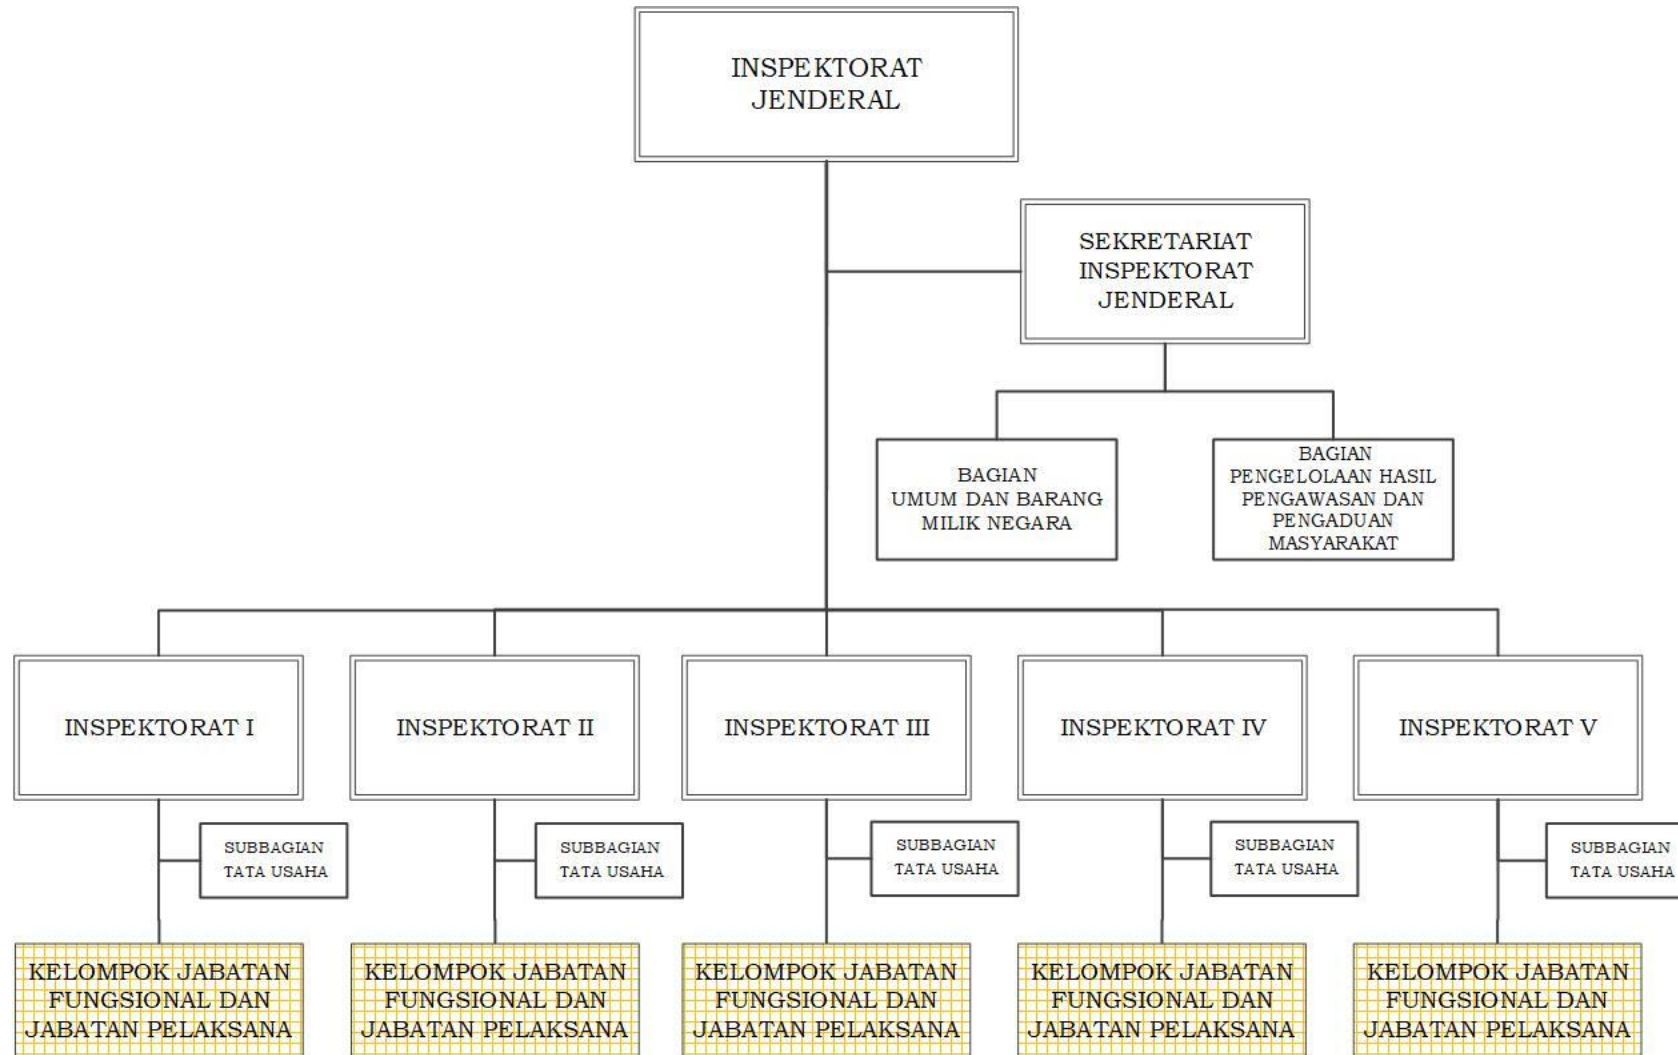 INSPEKTORAT
JENDERAL
SEKRETARIAT
INSPEKTORAT
JENDERAL
BAGIAN
UMUM DAN BARANG
MILIK NEGARA
BAGIAN
PENGELOLAAN HASIL
PENGAWASAN DAN
PENGADUAN
MASYARAKAT
INSPEKTORAT I
INSPEKTORAT II
INSPEKTORAT III
INSPEKTORAT IV
INSPEKTORAT V
SUBBAGIAN
TATA USAHA
SUBBAGIAN
TATA USAHA
SUBBAGIAN
TATA USAHA
SUBBAGIAN
TATA USAHA
SUBBAGIAN
TATA USAHA
KELOMPOK JABATAN
FUNGSIONAL DAN
JABATAN PELAKSANA
KELOMPOK JABATAN
FUNGSIONAL DAN
JABATAN PELAKSANA
KELOMPOK JABATAN
FUNGSIONAL DAN
JABATAN PELAKSANA
KELOMPOK JABATAN
FUNGSIONAL DAN
JABATAN PELAKSANA
KELOMPOK JABATAN
FUNGSIONAL DAN
JABATAN PELAKSANA